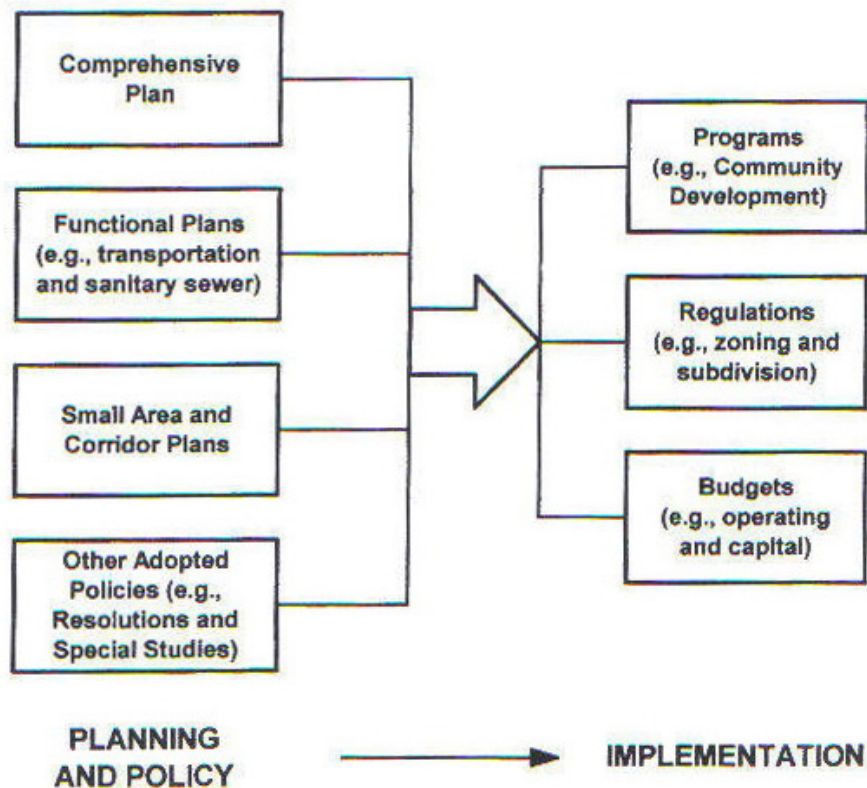 Comprehensive
Plan
Functional Plans
(e.g., transportation
and sanitary sewer)
Small Area and
Corridor Plans
Other Adopted
Policies (e.g.,
Resolutions and
Special Studies)
Programs
(e.g., Community
Development)
Regulations
(e.g., zoning and
subdivision)
Budgets
(e.g., operating
and capital)
PLANNING
AND POLICY
IMPLEMENTATION